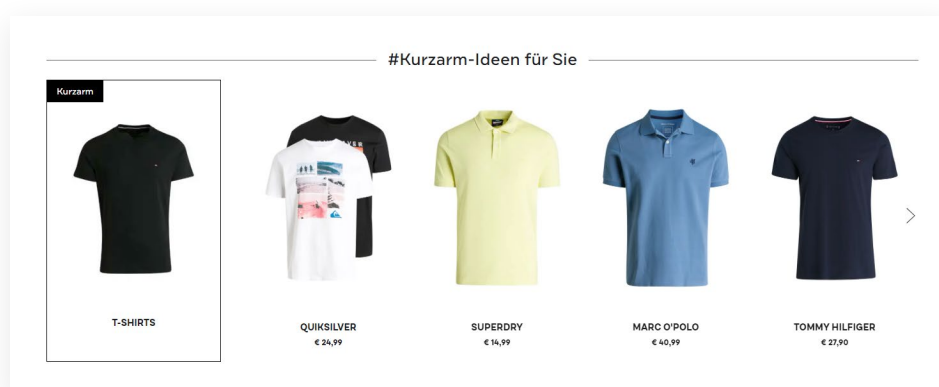 #Kurzarm-Ideen für Sie
Kurzarm
T-SHIRTS
QUIKSILVER
€ 24,99
SUPERDRY
€ 14,99
MARC O'POLO
€ 40,99
TOMMY HILFIGER
€ 27,90